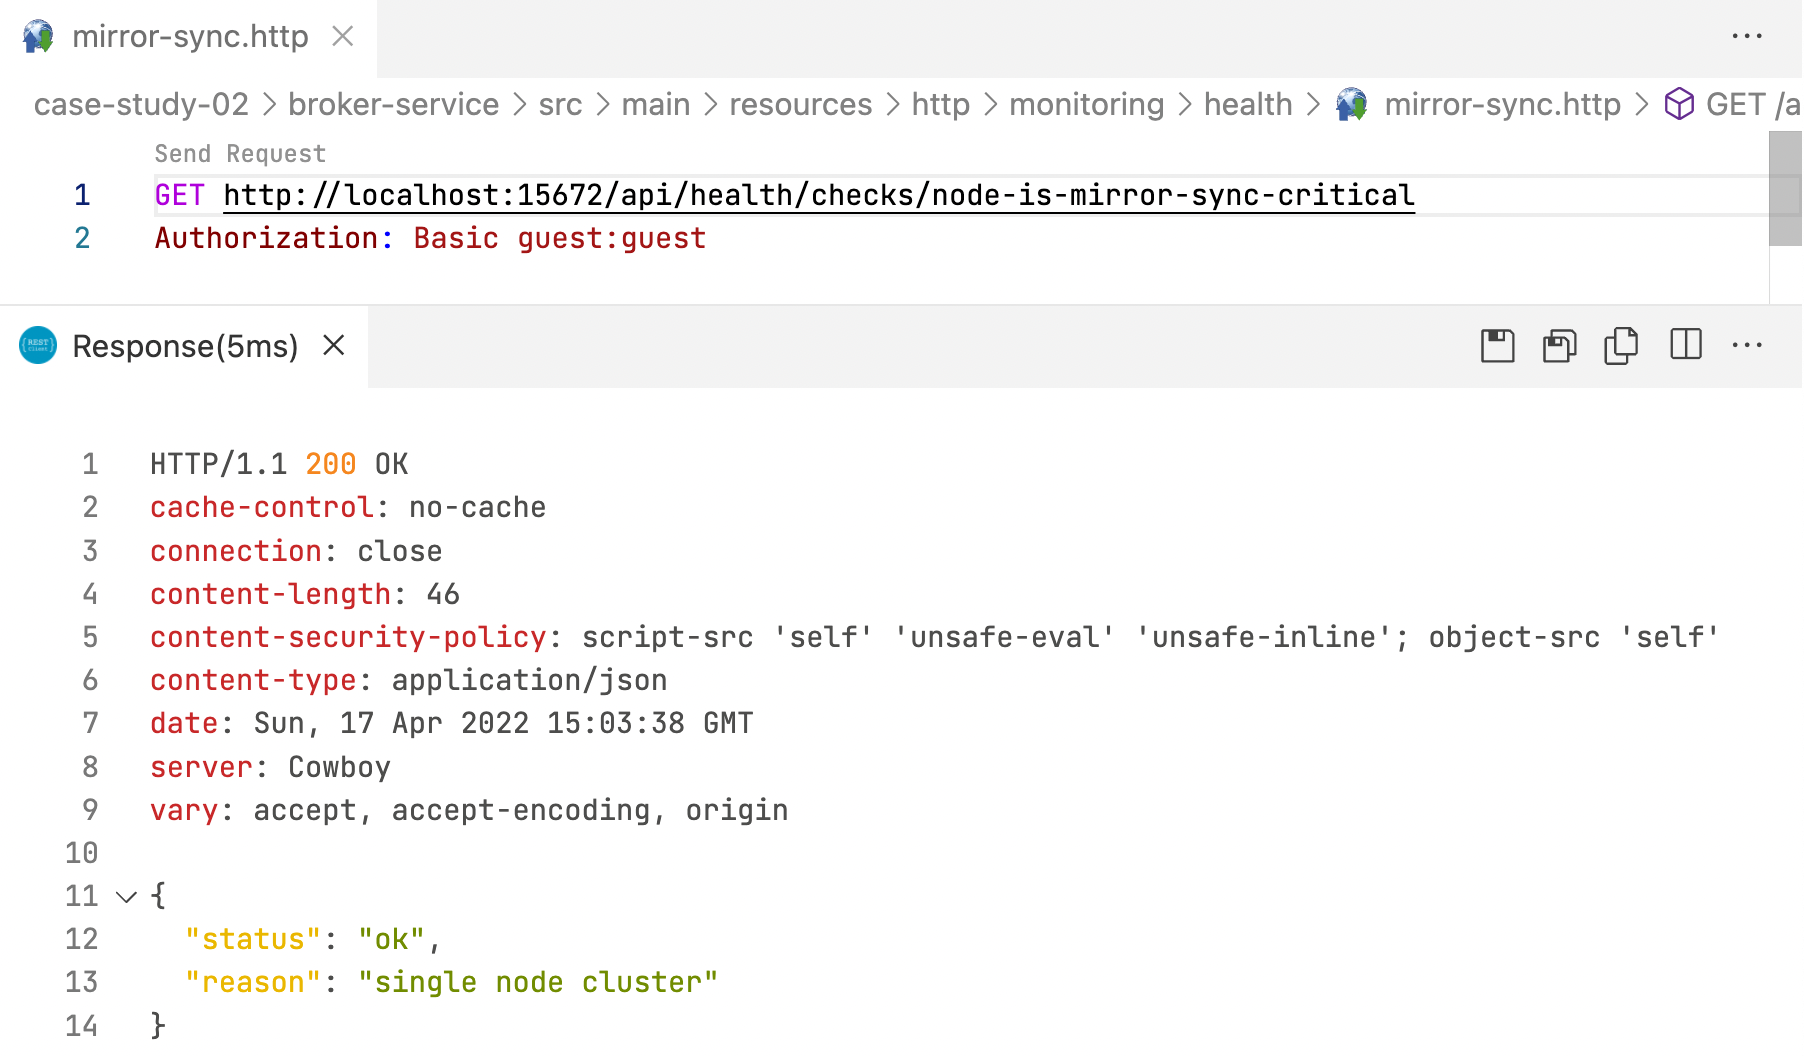 mirror-sync.http
case-study-02 > broker-service > src > main > resources > http > monitoring > health > mirror-sync.http > GET /a
Send Request
1 GET http://localhost:15672/api/health/checks/node-is-mirror-sync-critical
2 Authorization: Basic guest:guest
Response(5ms)
1 HTTP/1.1 200 OK
2 cache-control: no-cache
3 connection: close
4 content-length: 46
5 content-security-policy: script-src 'self' 'unsafe-eval' 'unsafe-inline'; object-src 'self'
6 content-type: application/json
7 date: Sun, 17 Apr 2022 15:03:38 GMT
8 server: Cowboy
9 vary: accept, accept-encoding, origin
10
11 {
12 "status": "ok",
13 "reason": "single node cluster"
14 }